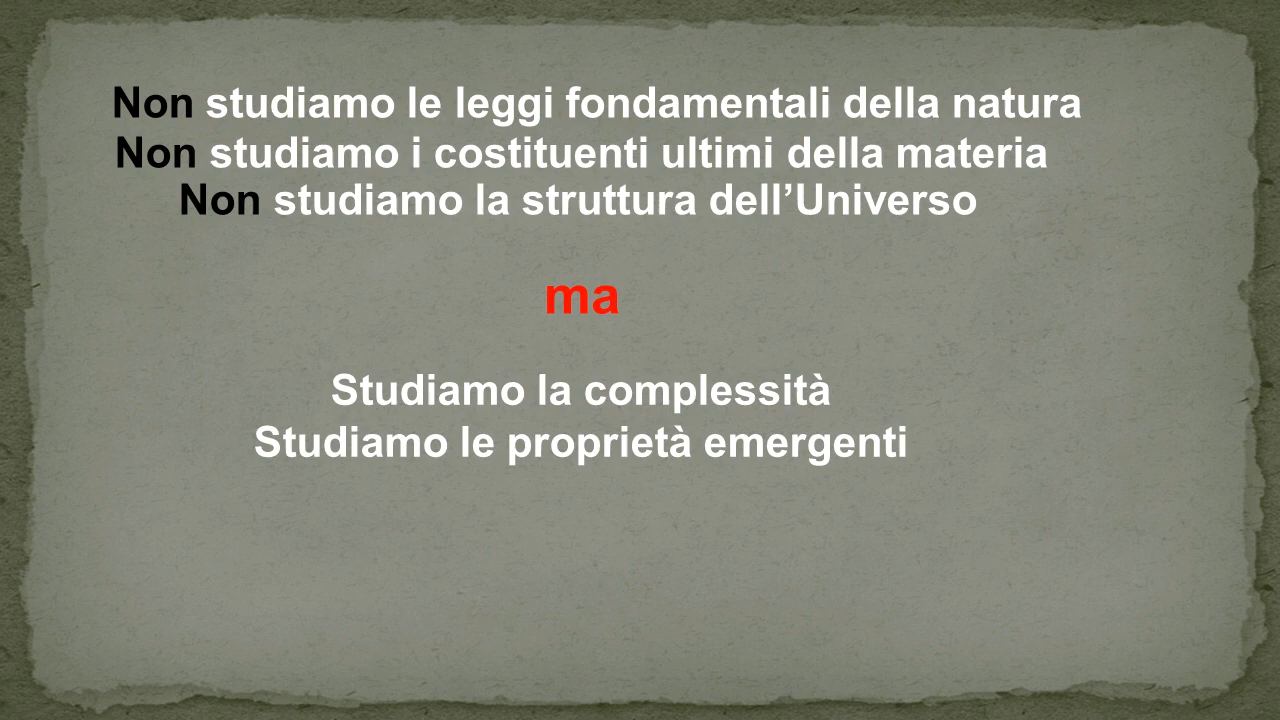 Non studiamo le leggi fondamentali della natura
Non studiamo i costituenti ultimi della materia
Non studiamo la struttura dell’Universo
ma
Studiamo la complessità
Studiamo le proprietà emergenti